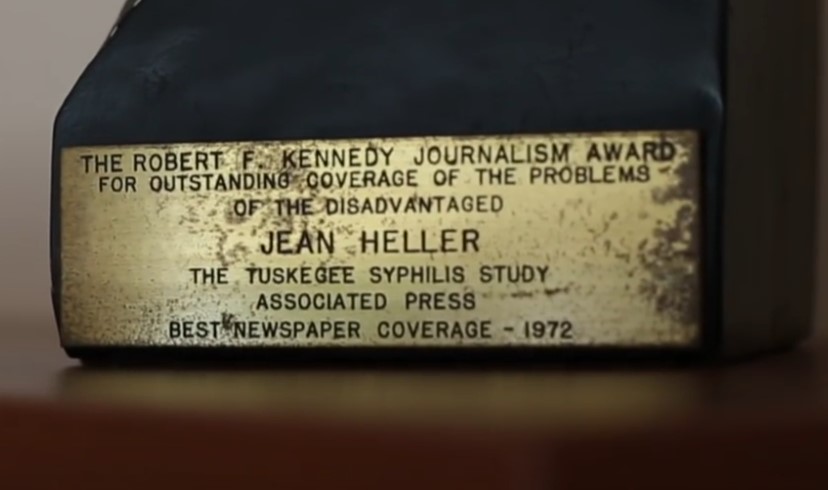 THE ROBERT F. KENNEDY JOURNALISM AWARD
FOR OUTSTANDING COVERAGE OF THE PROBLEMS
OF THE DISADVANTAGED
JEAN HELLER
THE TUSKEGEE SYPHILIS STUDY
ASSOCIATED PRESS
BEST NEWSPAPER COVERAGE - 1972